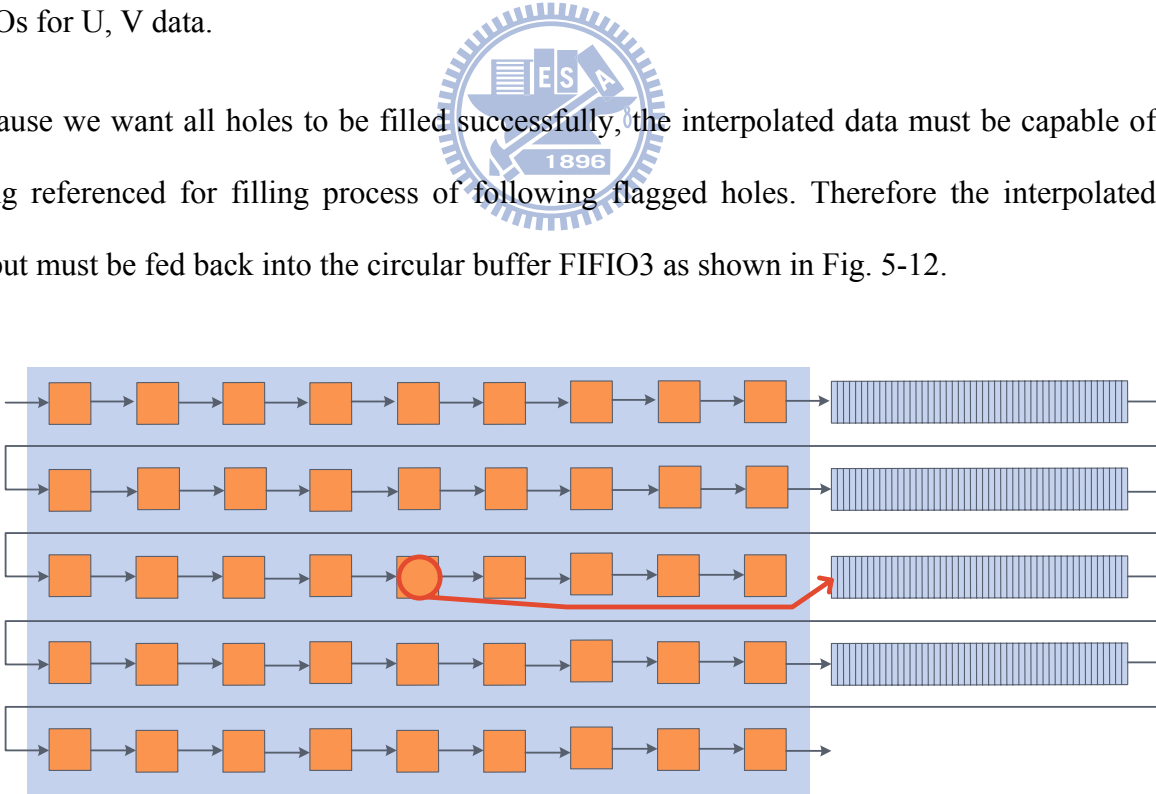 Os for U, V data.
ause we want all holes to be filled successfully, the interpolated data must be capable of
g referenced for filling process of following flagged holes. Therefore the interpolated
out must be fed back into the circular buffer FIFIO3 as shown in Fig. 5-12.
E S A
1896